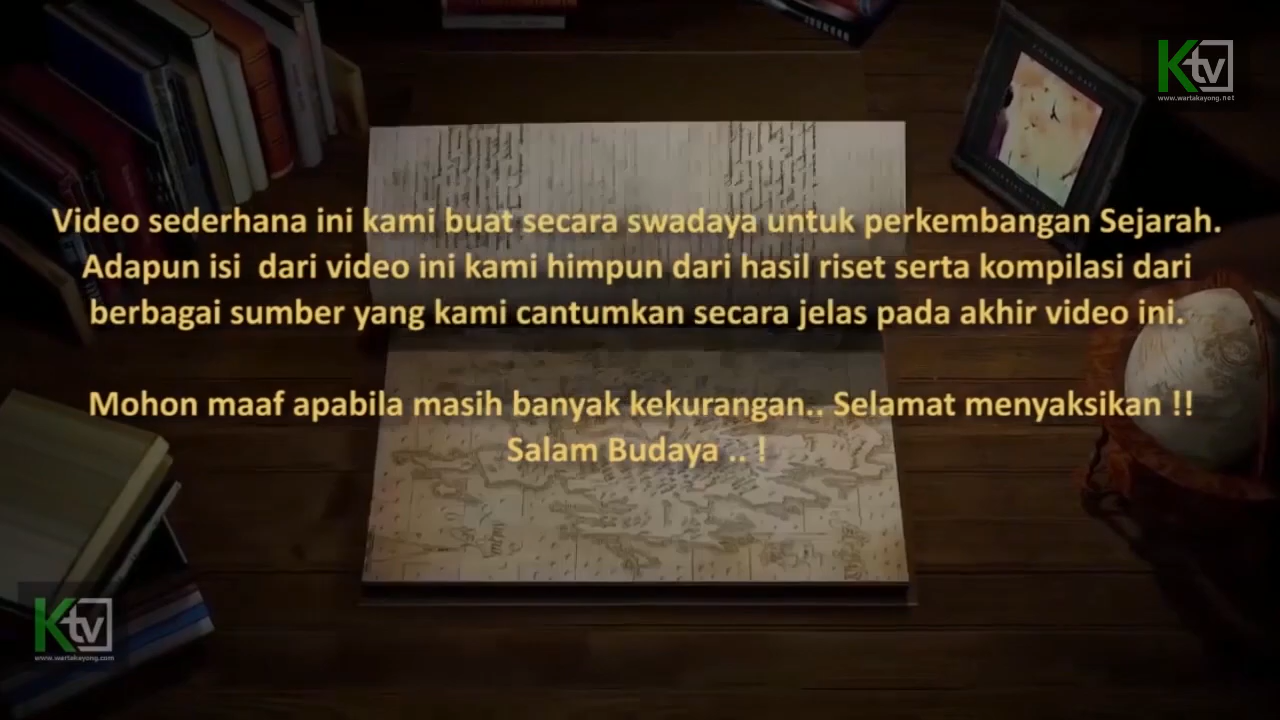 Ktv
www.wartakayong.net
Video sederhana ini kami buat secara swadaya untuk perkembangan Sejarah.
Adapun isi  dari video ini kami himpun dari hasil riset serta kompilasi dari
berbagai sumber yang kami cantumkan secara jelas pada akhir video ini.
Mohon maaf apabila masih banyak kekurangan.. Selamat menyaksikan !!
Salam Budaya .. !
Ktv
www.wartakayong.com